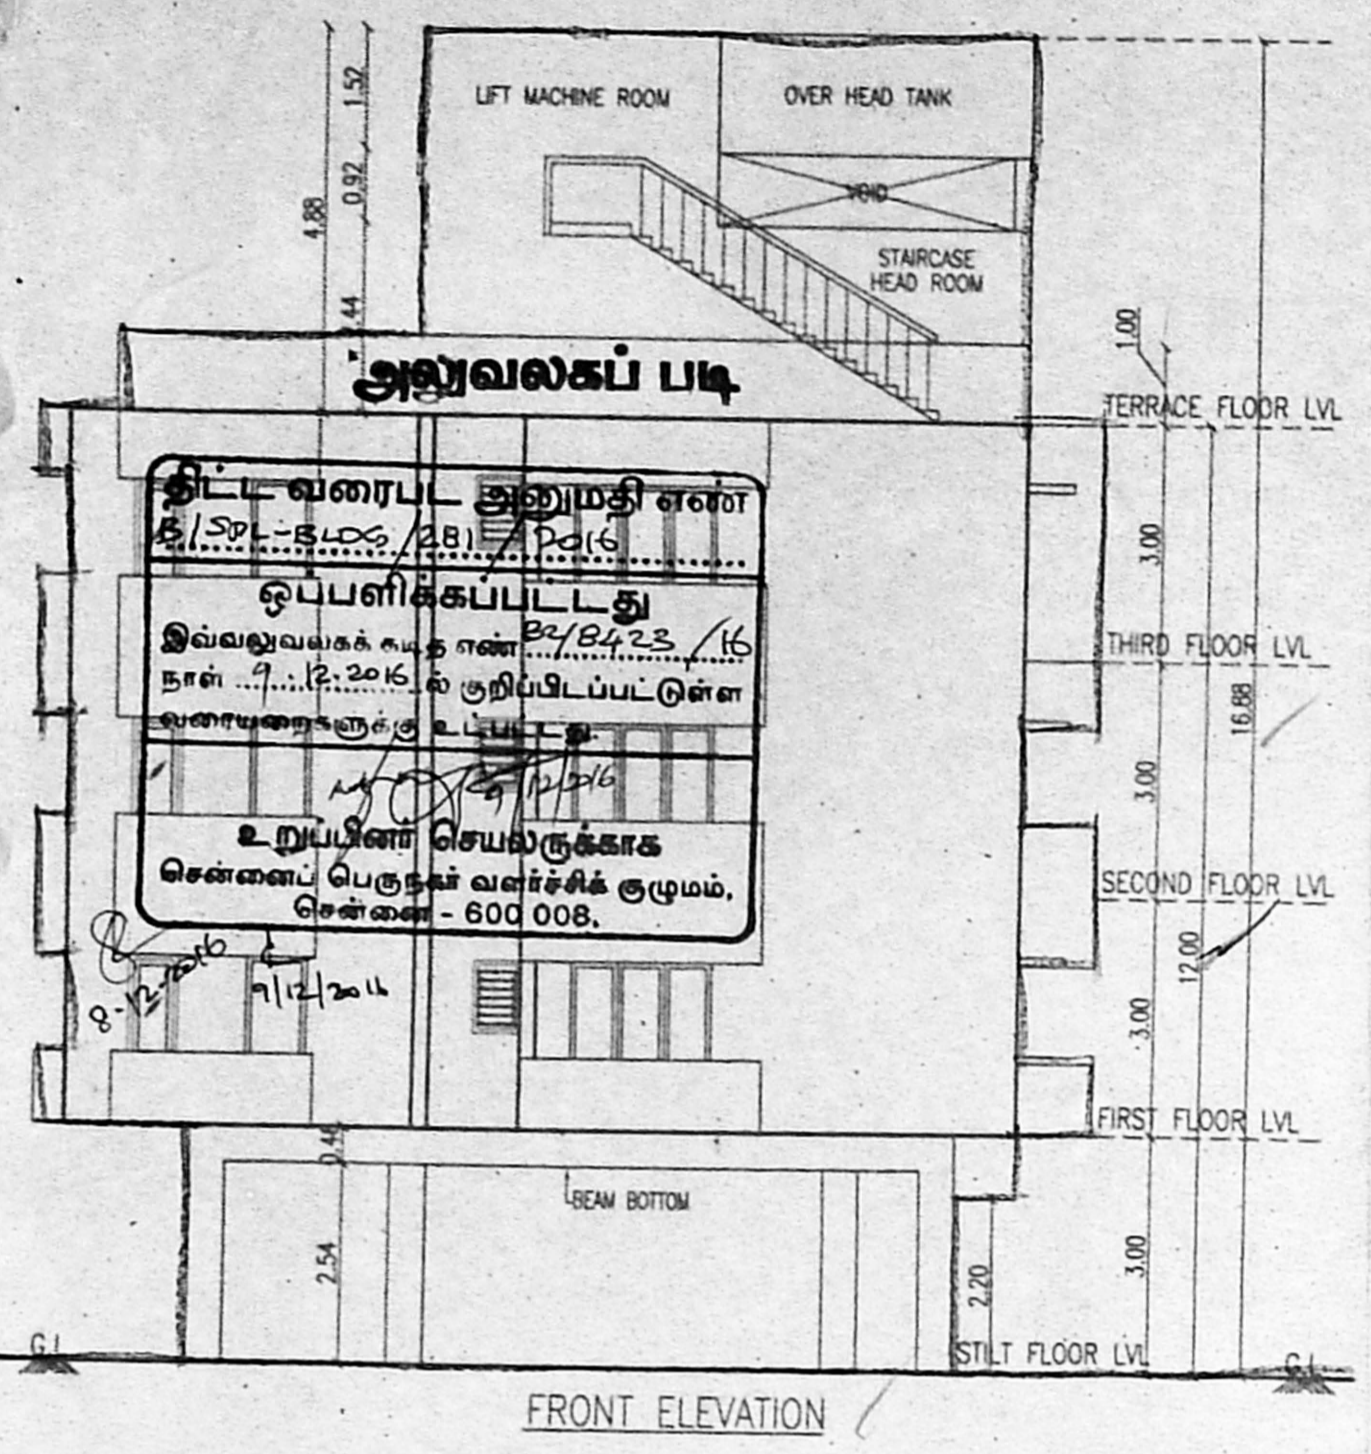 1.52
LIFT MACHINE ROOM
OVER HEAD TANK
0.92
4.88
VOID
STAIRCASE
HEAD ROOM
.44
1.00
அலுவலகப் படி
TERRACE FLOOR LVL
திட்ட வரைபட அனுமதி எண்
B/SPL-BLDG/281/2016
3.00
ஒப்பளிக்கப்பட்டது
இவ்வலுவலகக் கடித எண் B2/8423/16
THIRD FLOOR LVL
நாள் 9.12.2016 ல் குறிப்பிடப்பட்டுள்ள
வரையறைகளுக்கு உட்பட்டது.
16.88
9/12/2016
3.00
உறுப்பினர் செயலருக்காக
சென்னைப் பெருநகர் வளர்ச்சிக் குழுமம்,
சென்னை - 600 008.
SECOND FLOOR LVL
12.00
8-12-2016
9/12/2016
3.00
FIRST FLOOR LVL
0.46
BEAM BOTTOM
2.54
2.20
3.00
G.L
STILT FLOOR LVL
G.L
FRONT ELEVATION